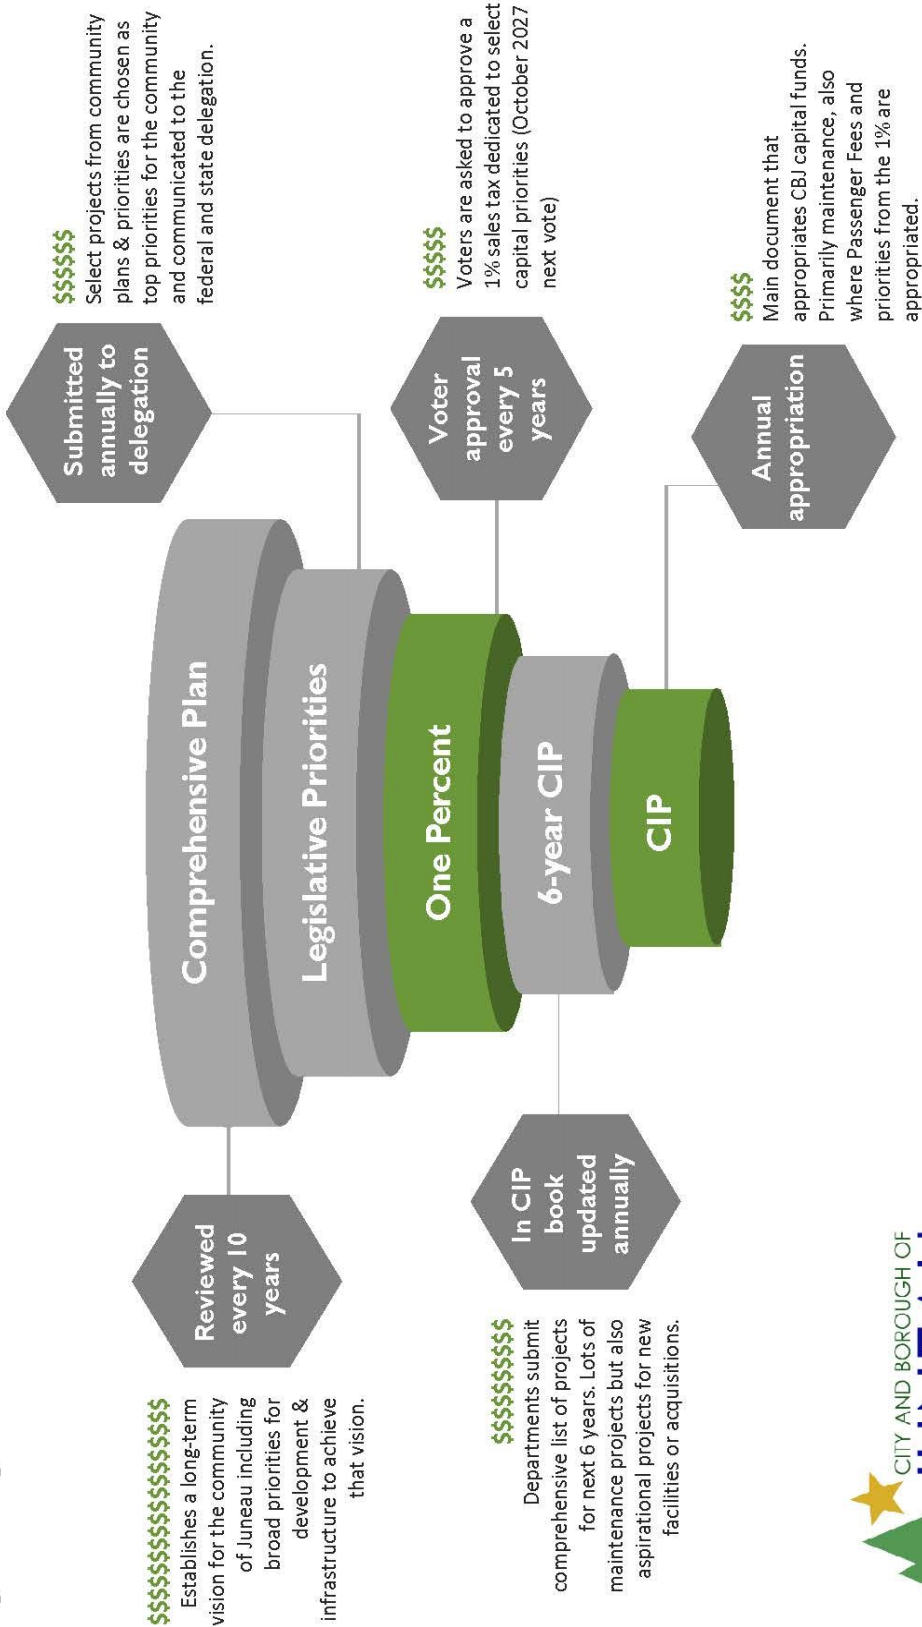 $$$$$$$$$$$$$$$$$$
Establishes a long-term
vision for the community
of Juneau including
broad priorities for
development &
infrastructure to achieve
that vision.
Reviewed
every 10
years
Comprehensive Plan
Submitted
annually to
delegation
$$$$$$
Select projects from community
plans & priorities are chosen as
top priorities for the community
and communicated to the
federal and state delegation.
Legislative Priorities
One Percent
Voter
approval
every 5
years
$$$$$
Voters are asked to approve a
1% sales tax dedicated to select
capital priorities (October 2027
next vote)
$$$$$$$$$$
Departments submit
comprehensive list of projects
for next 6 years. Lots of
maintenance projects but also
aspirational projects for new
facilities or acquisitions.
In CIP
book
updated
annually
6-year CIP
CIP
Annual
appropriation
$$$$
Main document that
appropriates CBJ capital funds.
Primarily maintenance, also
where Passenger Fees and
priorities from the 1% are
appropriated.
CITY AND BOROUGH OF